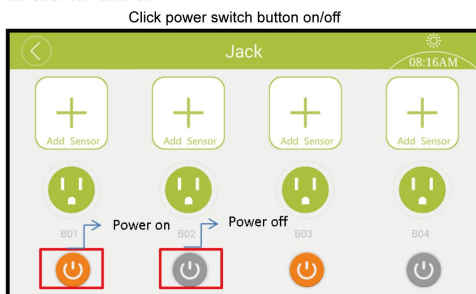 Click power switch button on/off
Jack
08:16AM
Add Sensor Add Sensor Add Sensor Add Sensor
Power on Power off
B01 B02 B03 B04